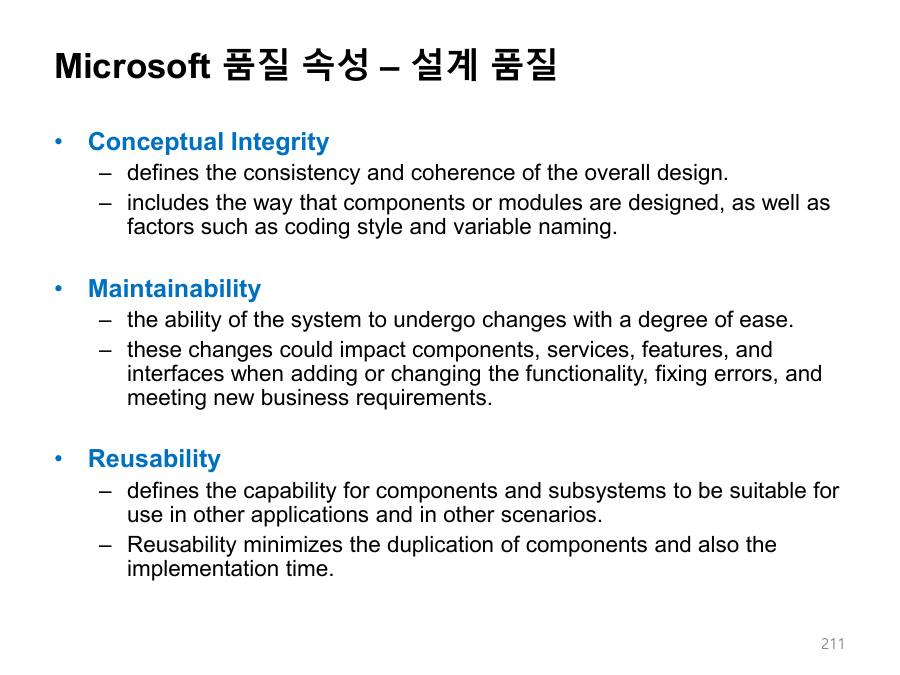 Microsoft 품질 속성 – 설계 품질
• Conceptual Integrity
– defines the consistency and coherence of the overall design.
– includes the way that components or modules are designed, as well as
factors such as coding style and variable naming.
• Maintainability
– the ability of the system to undergo changes with a degree of ease.
– these changes could impact components, services, features, and
interfaces when adding or changing the functionality, fixing errors, and
meeting new business requirements.
• Reusability
– defines the capability for components and subsystems to be suitable for
use in other applications and in other scenarios.
– Reusability minimizes the duplication of components and also the
implementation time.
211